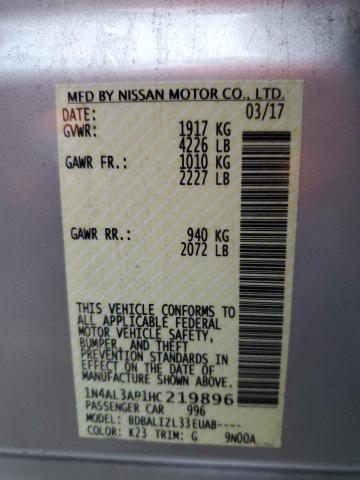 MFD BY NISSAN MOTOR CO., LTD.
DATE: 03/17
GVWR: 1917 KG
4226 LB
GAWR FR.: 1010 KG
2227 LB
GAWR RR.: 940 KG
2072 LB
THIS VEHICLE CONFORMS TO
ALL APPLICABLE FEDERAL
MOTOR VEHICLE SAFETY,
BUMPER, AND THEFT
PREVENTION STANDARDS IN
EFFECT ON THE DATE OF
MANUFACTURE SHOWN ABOVE.
1N4AL3AP1HC219896
PASSENGER CAR 996
MODEL: BDBALIZL33EUAB----
COLOR: K23 TRIM: G 9N00A